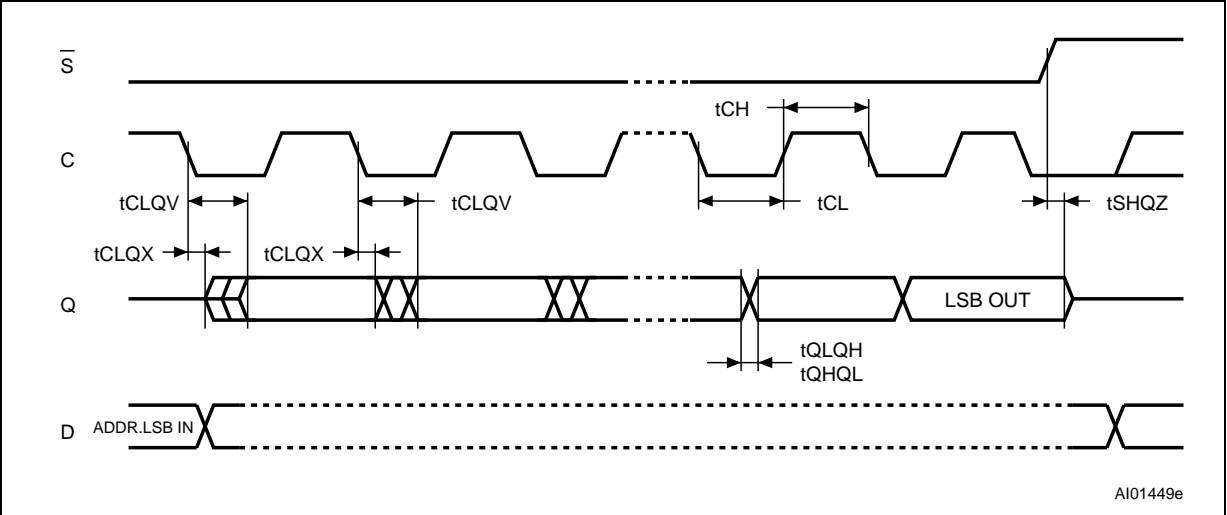 S̅
tCH
C
tCLQV
tCLQV
tCL
tSHQZ
tCLQX
tCLQX
Q
LSB OUT
tQLQH
tQHQL
D
ADDR.LSB IN
AI01449e